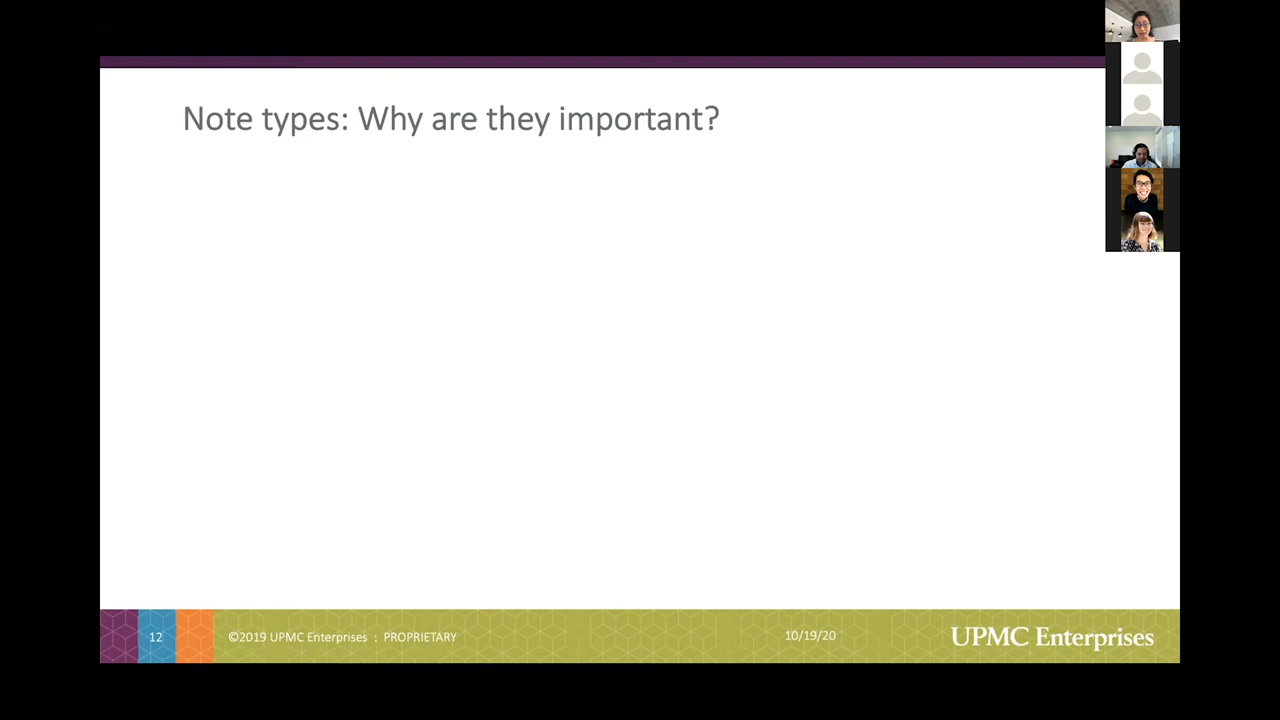 Note types: Why are they important?
12
©2019 UPMC Enterprises : PROPRIETARY
10/19/20
UPMC Enterprises